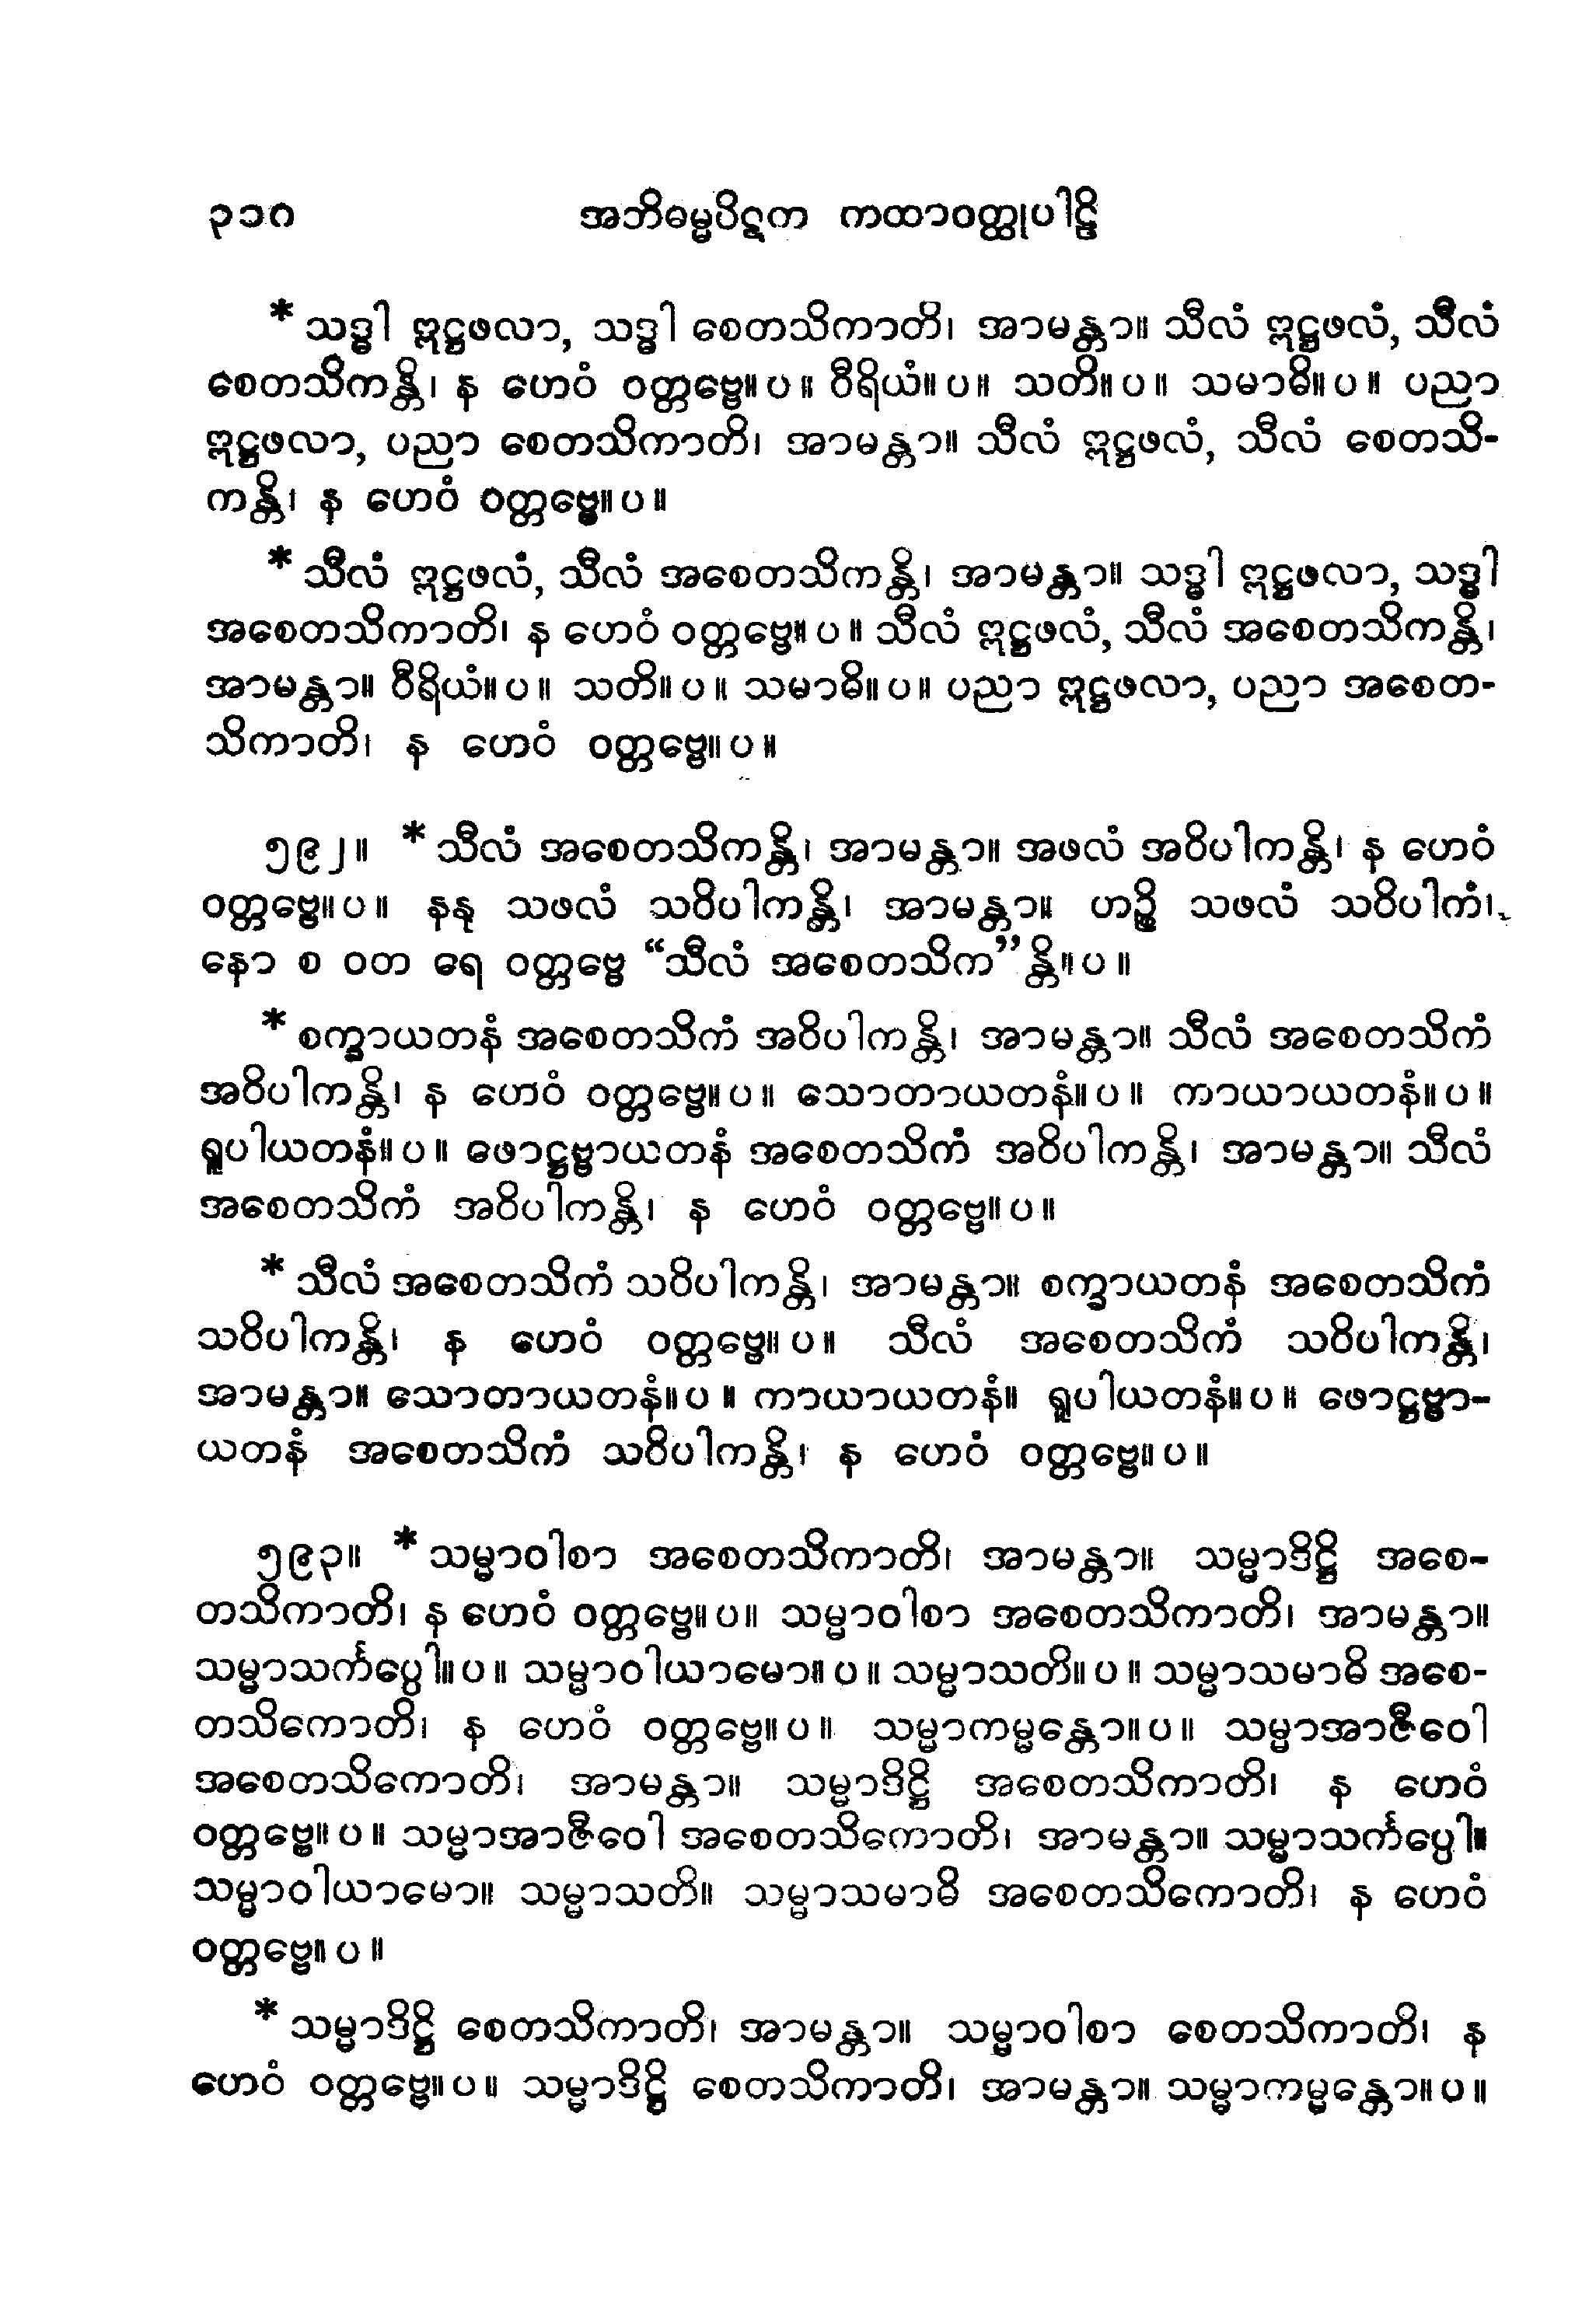 ၃၁၀ အဘိဓမ္မပိဋက ကထာဝတ္ထုပါဠိ
* သဒ္ဓါ ဣဋ္ဌဖလာ, သဒ္ဓါ စေတသိကာတိ၊ အာမန္တာ။ သီလံ ဣဋ္ဌဖလံ, သီလံ
စေတသိကန္တိ၊ န ဟေဝံ ဝတ္တဗ္ဗေ။ ပ ။ ဝီရိယံ။ ပ ။ သတိ။ ပ ။ သမာဓိ။ ပ ။ ပညာ
ဣဋ္ဌဖလာ, ပညာ စေတသိကာတိ၊ အာမန္တာ။ သီလံ ဣဋ္ဌဖလံ, သီလံ စေတသိ-
ကန္တိ၊ န ဟေဝံ ဝတ္တဗ္ဗေ။ ပ ။
* သီလံ ဣဋ္ဌဖလံ, သီလံ အစေတသိကန္တိ၊ အာမန္တာ။ သဒ္ဓါ ဣဋ္ဌဖလာ, သဒ္ဓါ
အစေတသိကာတိ၊ န ဟေဝံ ဝတ္တဗ္ဗေ။ ပ ။ သီလံ ဣဋ္ဌဖလံ, သီလံ အစေတသိကန္တိ၊
အာမန္တာ။ ဝီရိယံ။ ပ ။ သတိ။ ပ ။ သမာဓိ။ ပ ။ ပညာ ဣဋ္ဌဖလာ, ပညာ အစေတ-
သိကာတိ၊ န ဟေဝံ ဝတ္တဗ္ဗေ။ ပ ။
၅၉၂။ * သီလံ အစေတသိကန္တိ၊ အာမန္တာ။ အဖလံ အဝိပါကန္တိ၊ န ဟေဝံ
ဝတ္တဗ္ဗေ။ ပ ။ နနု သဖလံ သဝိပါကန္တိ၊ အာမန္တာ။ ဟဉ္စိ သဖလံ သဝိပါကံ၊
နော စ ဝတ ရေ ဝတ္တဗ္ဗေ “သီလံ အစေတသိက”န္တိ။ ပ ။
* စက္ခာယတနံ အစေတသိကံ အဝိပါကန္တိ၊ အာမန္တာ။ သီလံ အစေတသိကံ
အဝိပါကန္တိ၊ န ဟေဝံ ဝတ္တဗ္ဗေ။ ပ ။ သောတာယတနံ။ ပ ။ ကာယာယတနံ။ ပ ။
ရူပါယတနံ။ ပ ။ ဖောဋ္ဌဗ္ဗာယတနံ အစေတသိကံ အဝိပါကန္တိ၊ အာမန္တာ။ သီလံ
အစေတသိကံ အဝိပါကန္တိ၊ န ဟေဝံ ဝတ္တဗ္ဗေ။ ပ ။
* သီလံ အစေတသိကံ သဝိပါကန္တိ၊ အာမန္တာ။ စက္ခာယတနံ အစေတသိကံ
သဝိပါကန္တိ၊ န ဟေဝံ ဝတ္တဗ္ဗေ။ ပ ။ သီလံ အစေတသိကံ သဝိပါကန္တိ၊
အာမန္တာ။ သောတာယတနံ။ ပ ။ ကာယာယတနံ။ ရူပါယတနံ။ ပ ။ ဖောဋ္ဌဗ္ဗာ-
ယတနံ အစေတသိကံ သဝိပါကန္တိ၊ န ဟေဝံ ဝတ္တဗ္ဗေ။ ပ ။
၅၉၃။ * သမ္မာဝါစာ အစေတသိကာတိ၊ အာမန္တာ။ သမ္မာဒိဋ္ဌိ အစေ-
တသိကာတိ၊ န ဟေဝံ ဝတ္တဗ္ဗေ။ ပ ။ သမ္မာဝါစာ အစေတသိကာတိ၊ အာမန္တာ။
သမ္မာသင်္ကပ္ပေါ။ ပ ။ သမ္မာဝါယာမော။ ပ ။ သမ္မာသတိ။ ပ ။ သမ္မာသမာဓိ အစေ-
တသိကောတိ၊ န ဟေဝံ ဝတ္တဗ္ဗေ။ ပ ။ သမ္မာကမ္မန္တော။ ပ ။ သမ္မာအာဇီဝေါ
အစေတသိကောတိ၊ အာမန္တာ။ သမ္မာဒိဋ္ဌိ အစေတသိကာတိ၊ န ဟေဝံ
ဝတ္တဗ္ဗေ။ ပ ။ သမ္မာအာဇီဝေါ အစေတသိကောတိ၊ အာမန္တာ။ သမ္မာသင်္ကပ္ပေါ။
သမ္မာဝါယာမော။ သမ္မာသတိ။ သမ္မာသမာဓိ အစေတသိကောတိ၊ န ဟေဝံ
ဝတ္တဗ္ဗေ။ ပ ။
* သမ္မာဒိဋ္ဌိ စေတသိကာတိ၊ အာမန္တာ။ သမ္မာဝါစာ စေတသိကာတိ၊ န
ဟေဝံ ဝတ္တဗ္ဗေ။ ပ ။ သမ္မာဒိဋ္ဌိ စေတသိကာတိ၊ အာမန္တာ။ သမ္မာကမ္မန္တော။ ပ ။